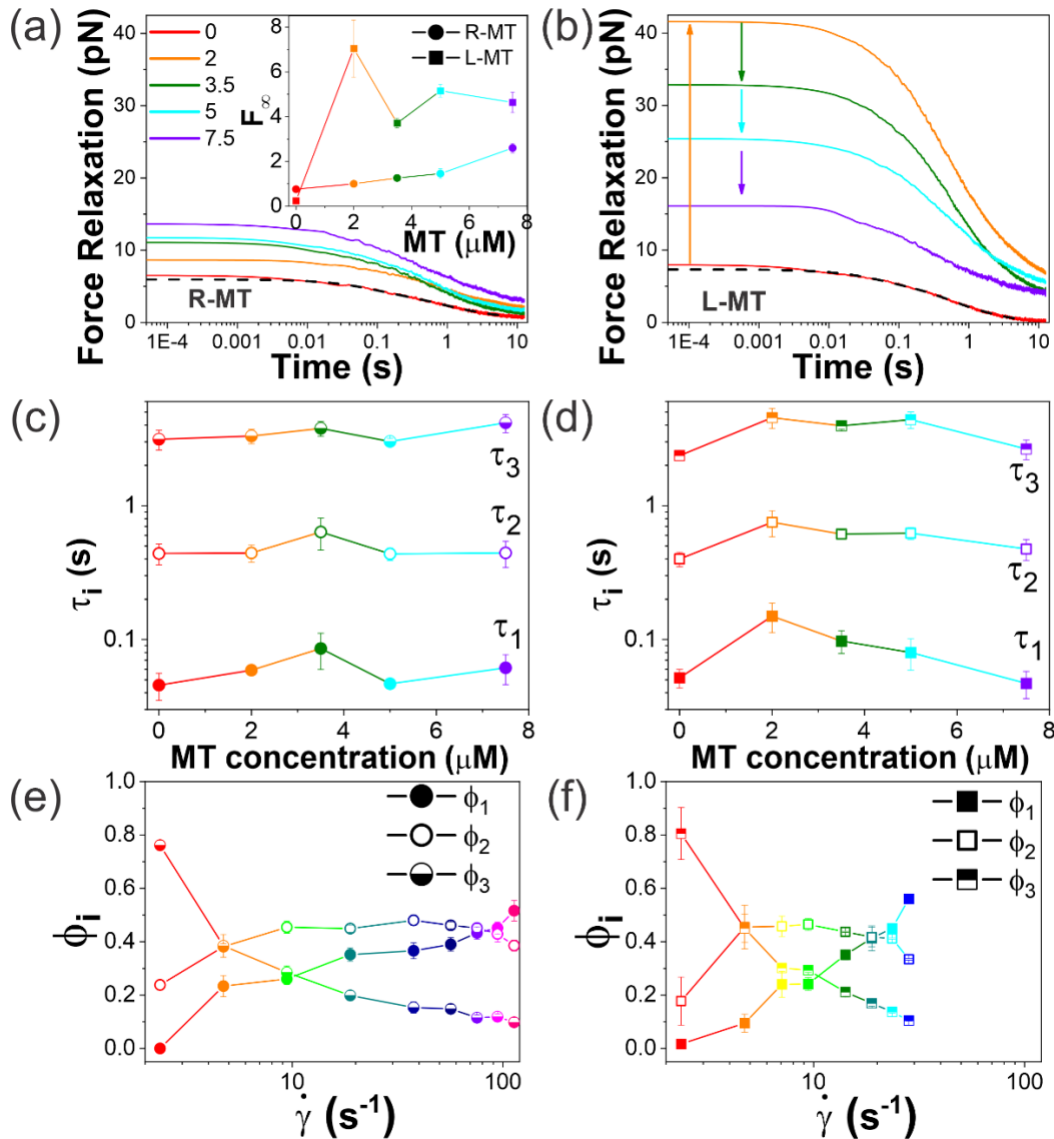 (a)
Force Relaxation (pN)
40
30
20
10
0
0
2
3.5
5
7.5
F∞
8
6
4
2
0
R-MT
L-MT
0 2 4 6 8
MT (μM)
R-MT
1E-4 0.001 0.01 0.1 1 10
Time (s)
(b)
Force Relaxation (pN)
40
30
20
10
0
L-MT
1E-4 0.001 0.01 0.1 1 10
Time (s)
(c)
τi (s)
1
0.1
τ3
τ2
τ1
0 2 4 6 8
MT concentration (μM)
(d)
τi (s)
1
0.1
τ3
τ2
τ1
0 2 4 6 8
MT concentration (μM)
(e)
ϕi
1.0
0.8
0.6
0.4
0.2
0.0
ϕ1
ϕ2
ϕ3
10 100
γ̇ (s⁻¹)
(f)
ϕi
1.0
0.8
0.6
0.4
0.2
0.0
ϕ1
ϕ2
ϕ3
10 100
γ̇ (s⁻¹)